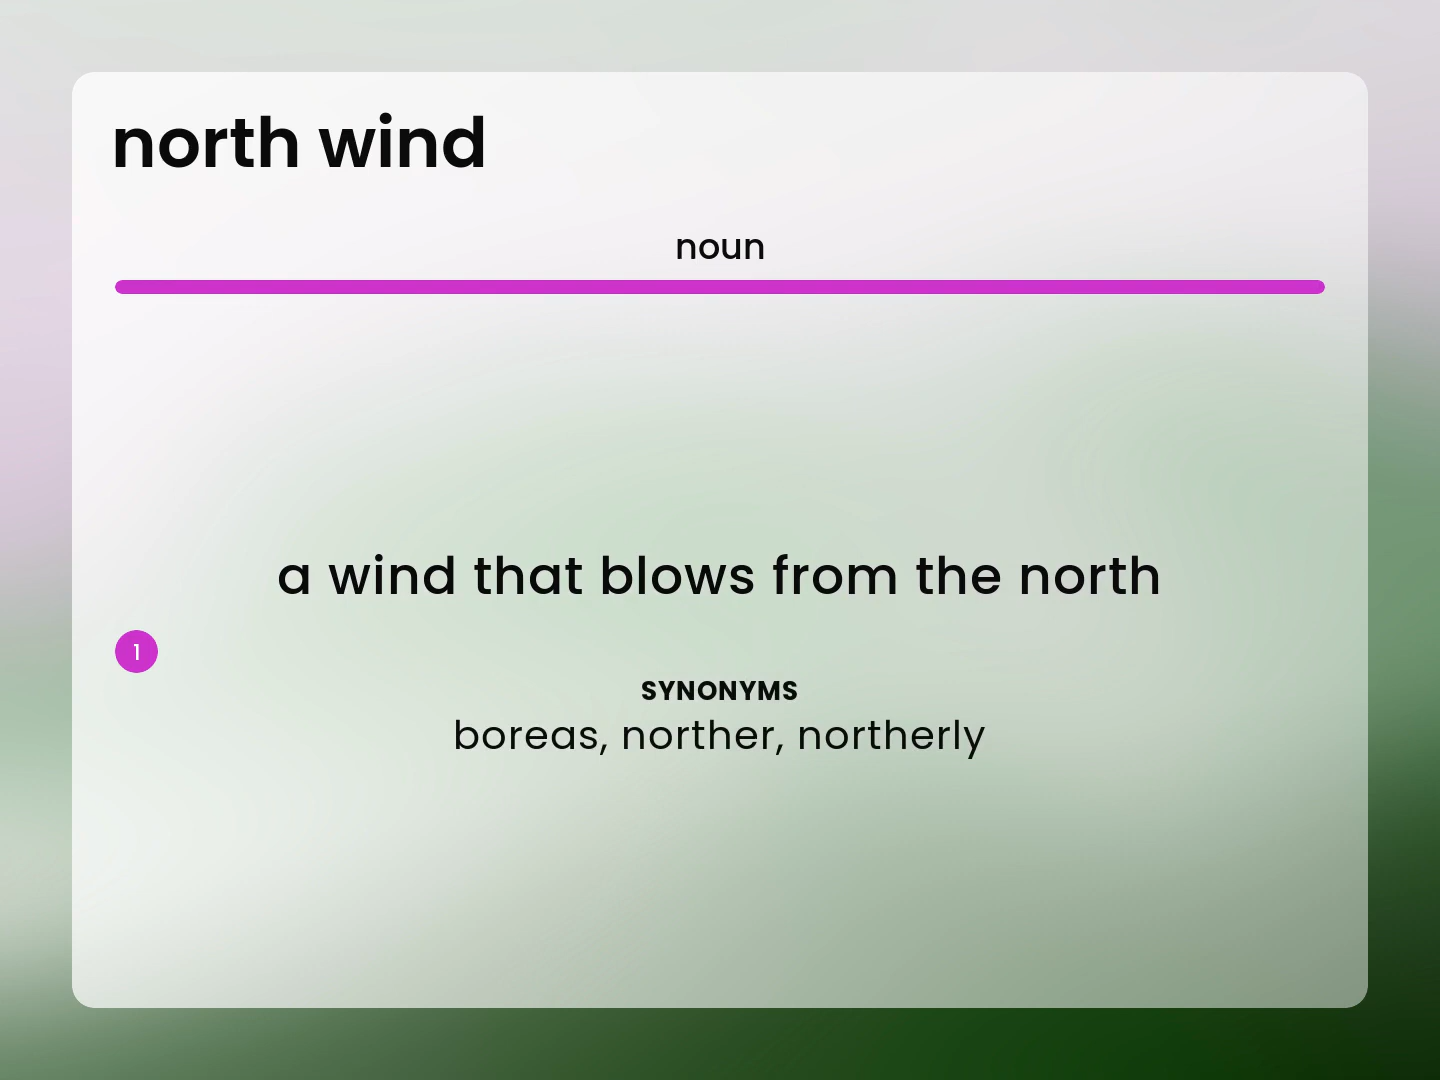 north wind
noun
a wind that blows from the north
1
SYNONYMS
boreas, norther, northerly